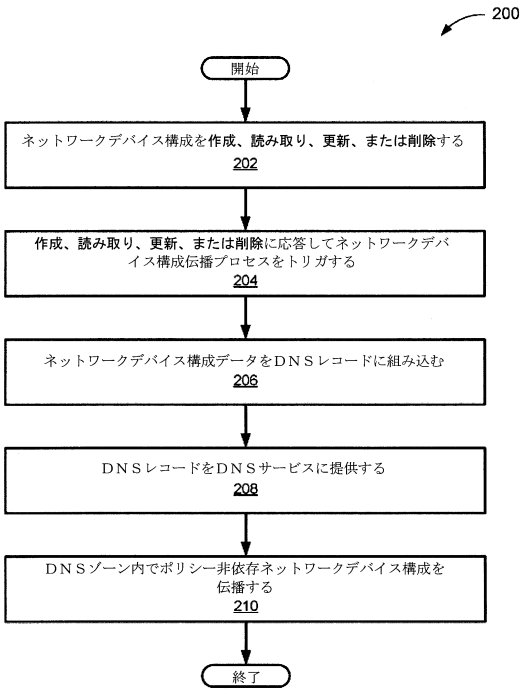 200
開始
ネットワークデバイス構成を作成、読み取り、更新、または削除する
202
作成、読み取り、更新、または削除に応答してネットワークデバ
イス構成伝播プロセスをトリガする
204
ネットワークデバイス構成データをDNSレコードに組み込む
206
DNSレコードをDNSサービスに提供する
208
DNSゾーン内でポリシー非依存ネットワークデバイス構成を
伝播する
210
終了